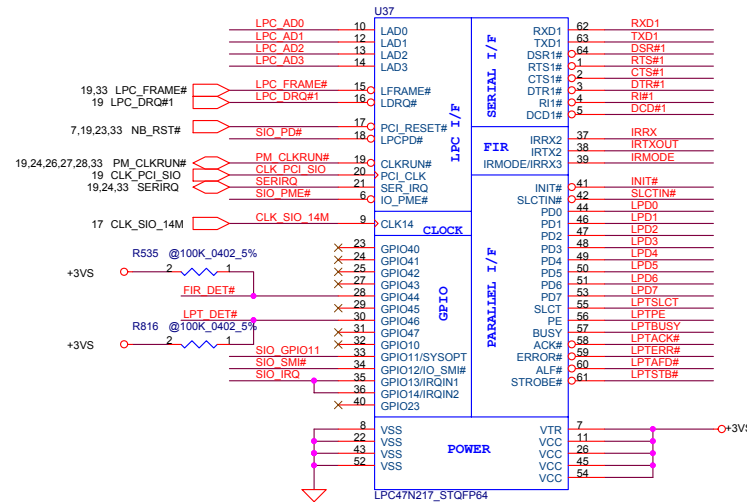 U37
LPC_AD0 10 LAD0 RXD1 62 RXD1
LPC_AD1 12 LAD1 TXD1 63 TXD1
LPC_AD2 13 LAD2 DSR1# 64 DSR#1
LPC_AD3 14 LAD3 RTS1# 1 RTS#1
CTS1# 2 CTS#1
19,33 LPC_FRAME# LPC_FRAME# 15 LFRAME# DTR1# 3 DTR#1
19 LPC_DRQ#1 LPC_DRQ#1 16 LDRQ# RI1# 4 RI#1
DCD1# 5 DCD#1
LPC I/F
SERIAL I/F
7,19,23,33 NB_RST# 17 PCI_RESET#
SIO_PD# 18 LPCPD# IRRX2 37 IRRX
FIR IRTX2 38 IRTXOUT
19,24,26,27,28,33 PM_CLKRUN# PM_CLKRUN# 19 CLKRUN# IRMODE/IRRX3 39 IRMODE
19 CLK_PCI_SIO CLK_PCI_SIO 20 PCI_CLK
19,24,33 SERIRQ SERIRQ 21 SER_IRQ INIT# 41 INIT#
SIO_PME# 6 IO_PME# SLCTIN# 42 SLCTIN#
PD0 44 LPD0
17 CLK_SIO_14M CLK_SIO_14M 9 CLK14 PD1 46 LPD1
CLOCK PD2 47 LPD2
23 GPIO40 PD3 48 LPD3
24 GPIO41 PD4 49 LPD4
R535 @100K_0402_5% 25 GPIO42 PD5 50 LPD5
+3VS 2 1 27 GPIO43 PD6 51 LPD6
FIR_DET# 28 GPIO44 PD7 53 LPD7
29 GPIO45 SLCT 55 LPTSLCT
LPT_DET# 30 GPIO46 PE 56 LPTPE
R816 @100K_0402_5% 31 GPIO47 BUSY 57 LPTBUSY
+3VS 2 1 32 GPIO10 ACK# 58 LPTACK#
SIO_GPIO11 33 GPIO11/SYSOPT ERROR# 59 LPTERR#
SIO_SMI# 34 GPIO12/IO_SMI# ALF# 60 LPTAFD#
SIO_IRQ 35 GPIO13/IRQIN1 STROBE# 61 LPTSTB#
36 GPIO14/IRQIN2
40 GPIO23
GPIO
PARALLEL I/F
8 VSS VTR 7 +3VS
22 VSS VCC 11
43 VSS POWER VCC 26
52 VSS VCC 45
VCC 54
LPC47N217_STQFP64